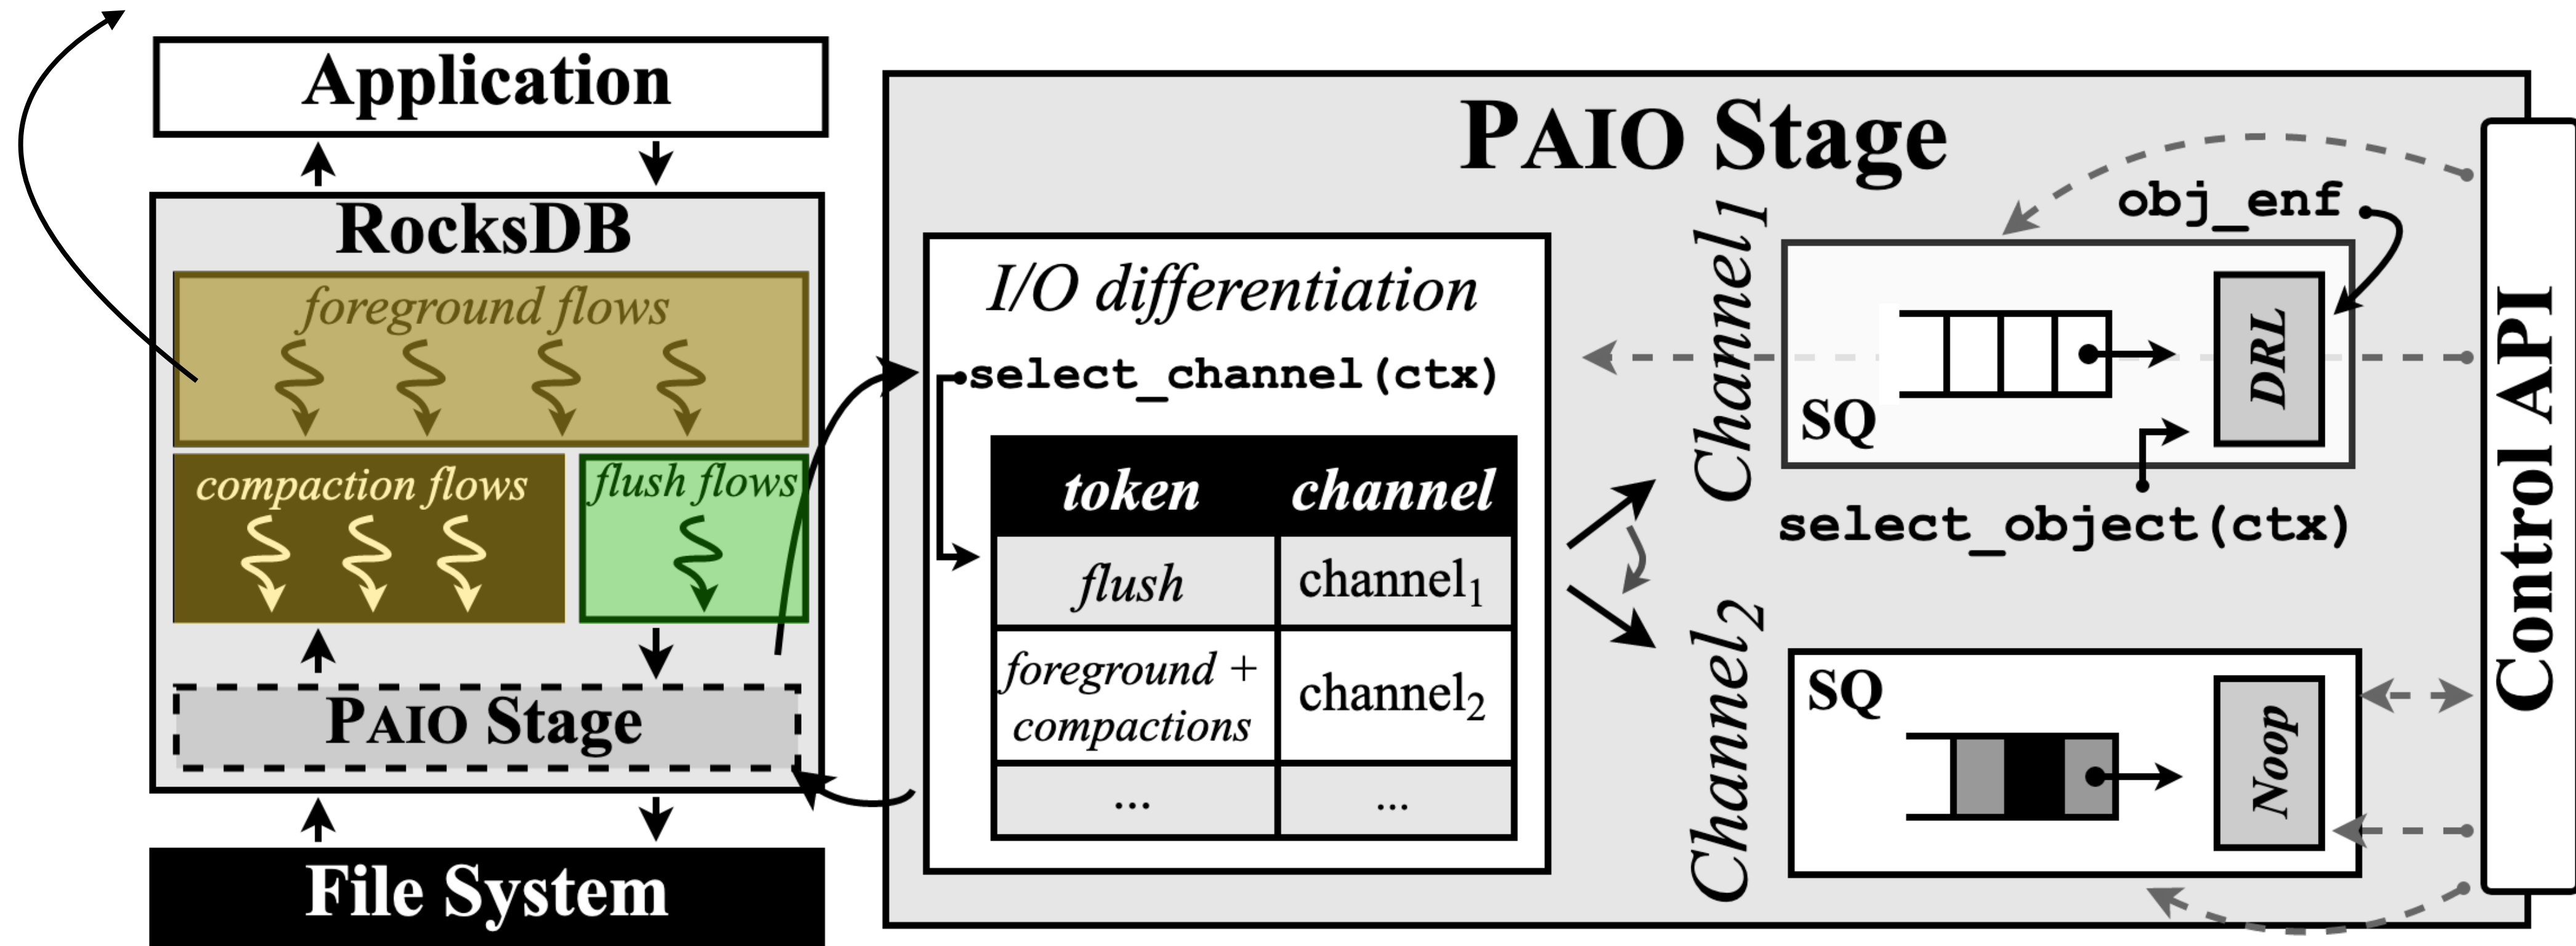 Application
RocksDB
foreground flows
compaction flows
flush flows
PAIO Stage
File System
PAIO Stage
I/O differentiation
select_channel(ctx)
token channel
flush channel1
foreground +
compactions
channel2
... ...
Channel1
obj_enf
SQ
DRL
select_object(ctx)
Channel2
SQ
Noop
Control API